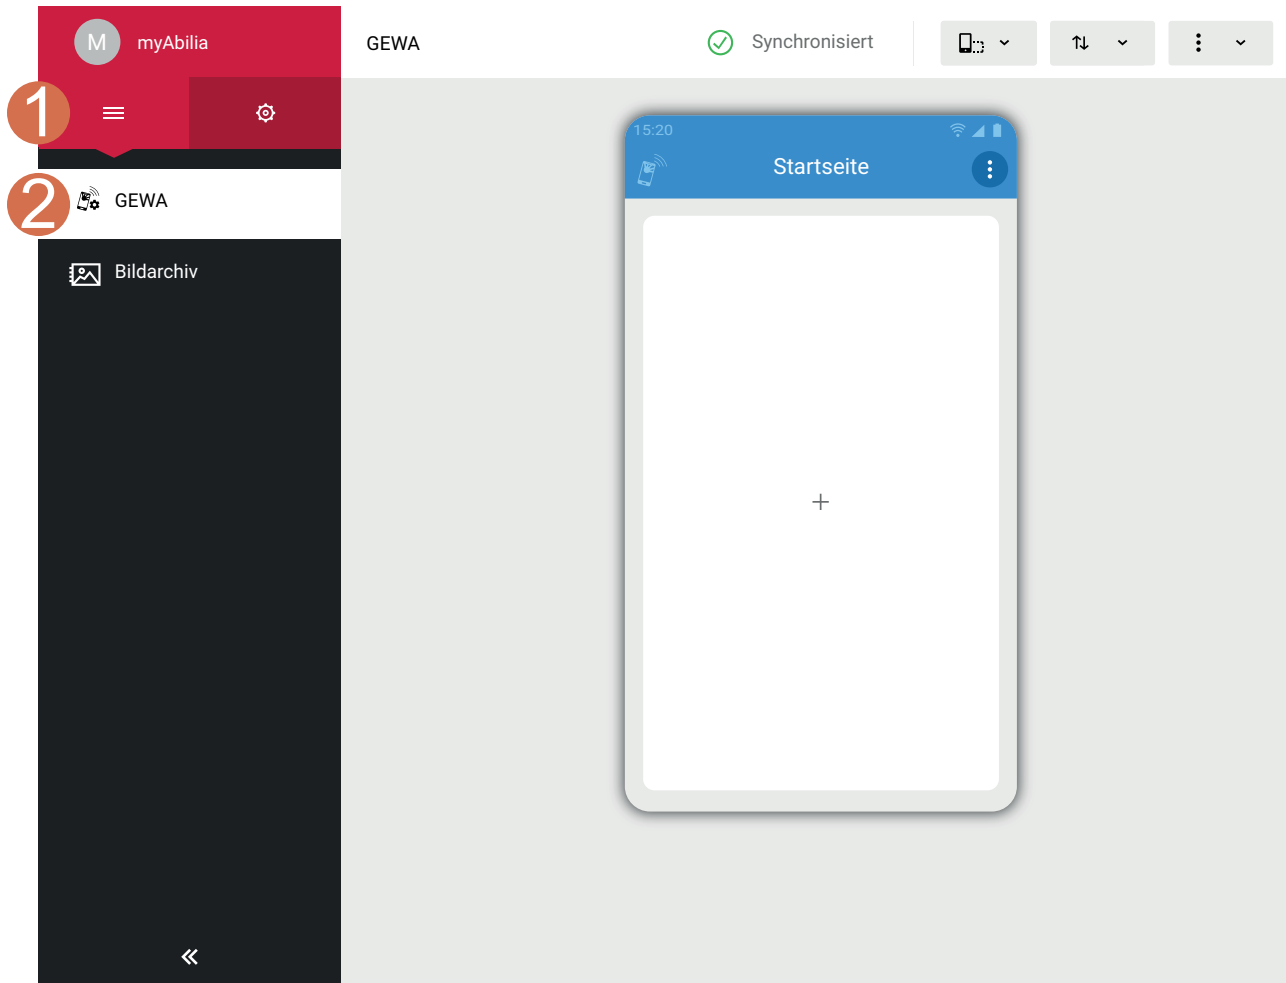 M myAbilia
GEWA
Synchronisiert
1
2
GEWA
Bildarchiv
15:20
Startseite